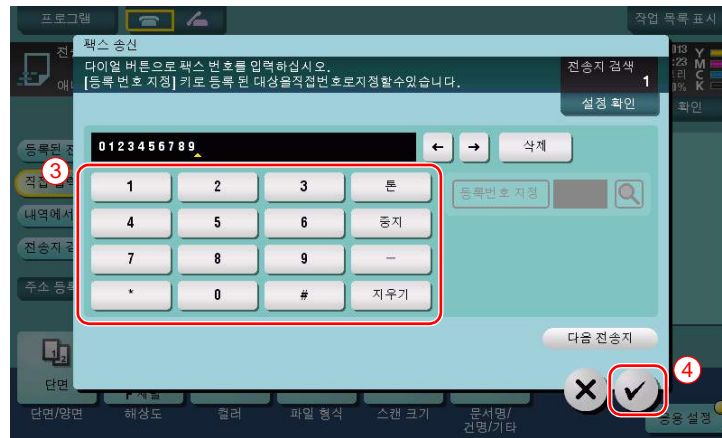 프로그램
작업 목록 표시
팩스 송신
다이얼 버튼으로 팩스 번호를 입력하십시오.
[등록 번호 지정] 키로 등록 된 대상을직접번호로지정할수있습니다.
전송지 검색
1
설정 확인
Y
M
C
K
확인
0123456789
← → 삭제
등록된
3
직접
1 2 3 톤
등록번호 지정
내역에서
4 5 6 중지
전송지
7 8 9 —
주소
* 0 # 지우기
다음 전송지
4
단면
단면/양면
해상도
컬러
파일 형식
스캔 크기
문서명/
건명/기타
응용 설정